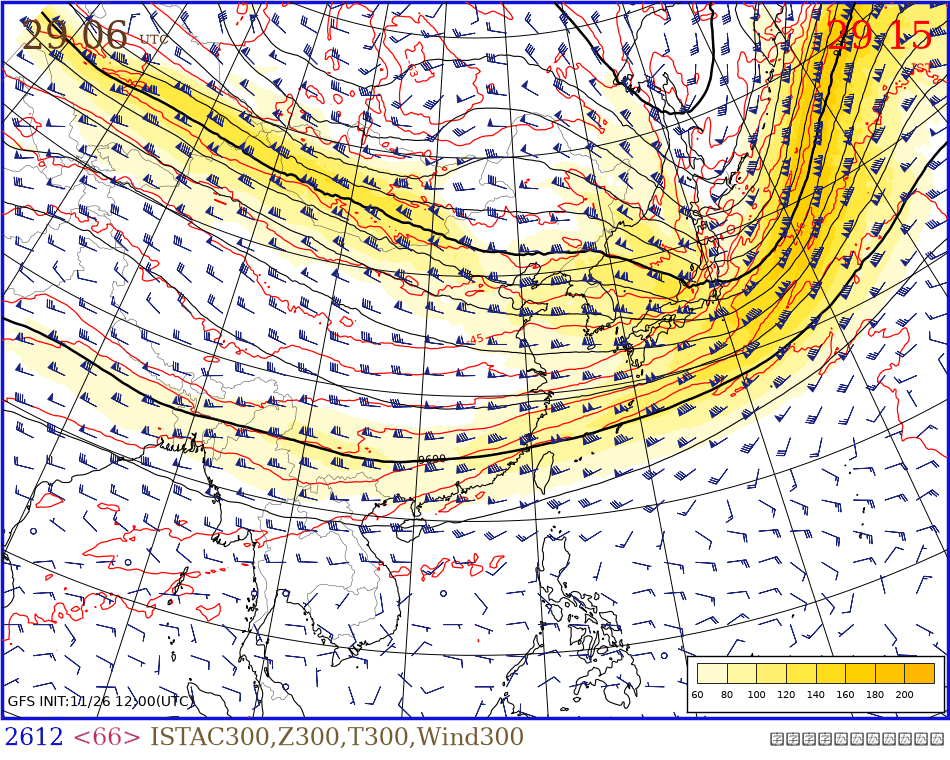 29 06 UTC
29 15
JST
-45
9600
60 80 100 120 140 160 180 200
GFS INIT:11/26 12:00(UTC)
2612 <66> ISTAC300,Z300,T300,Wind300